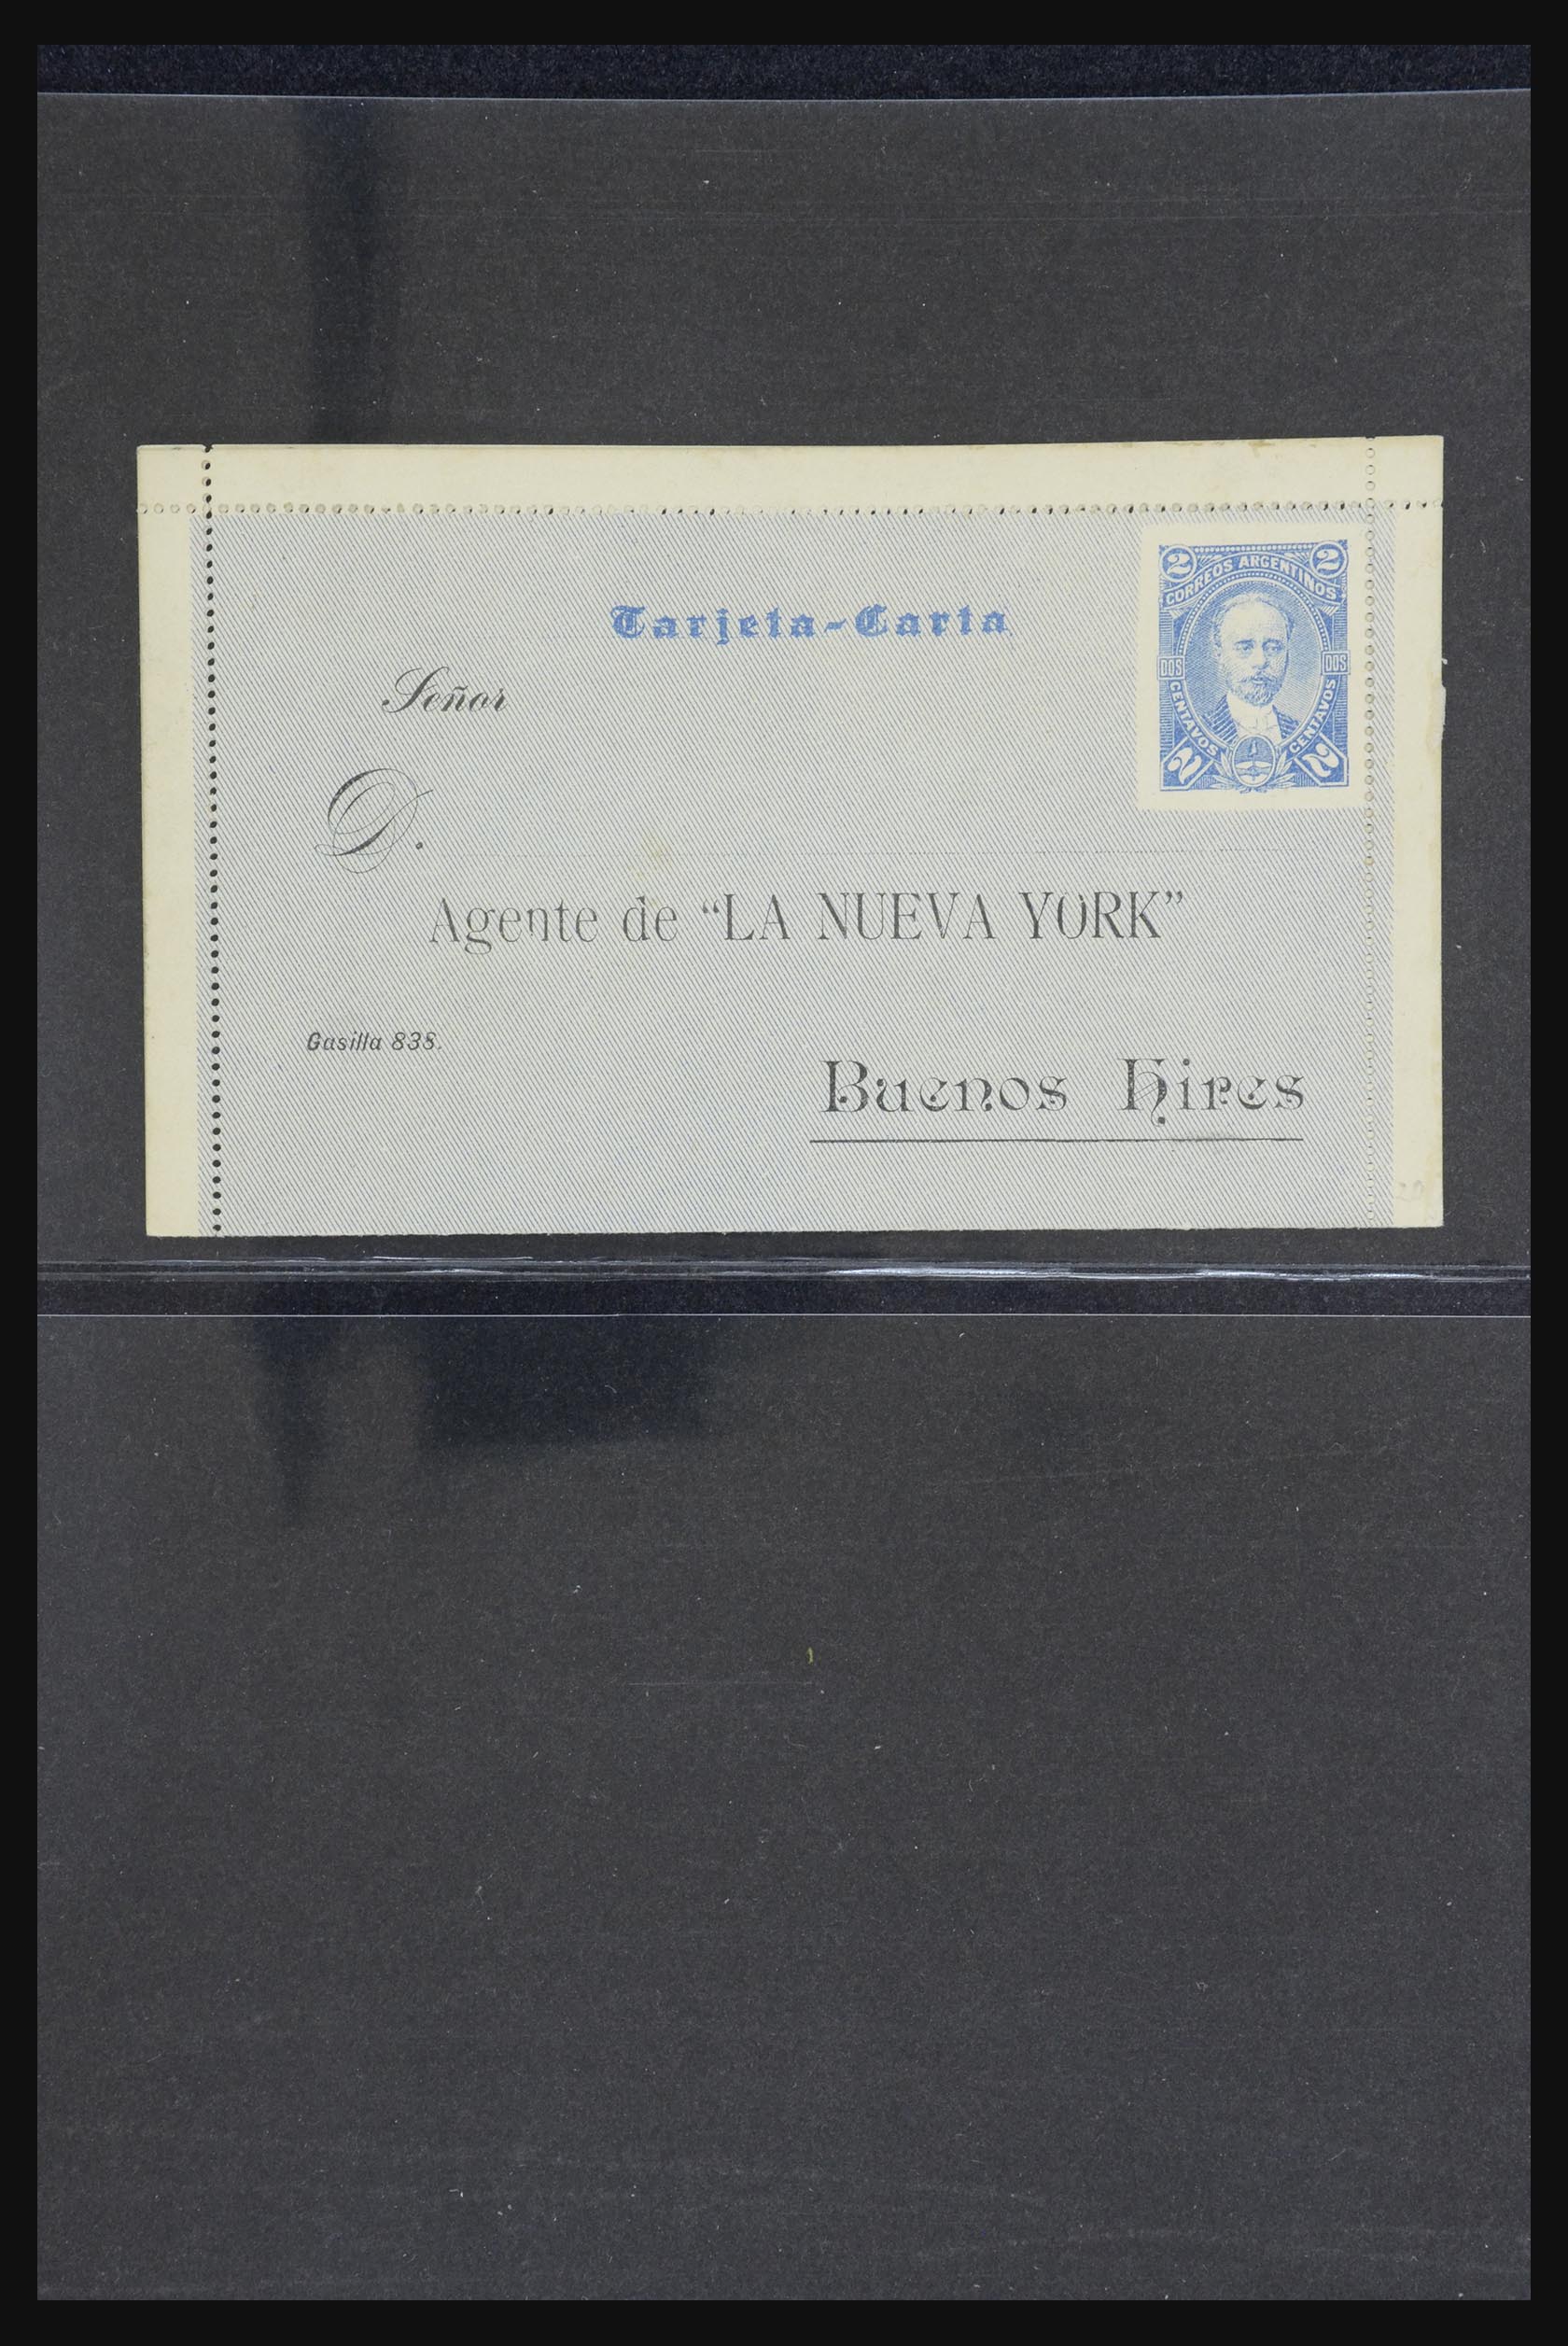 2 2
CORREOS ARGENTINOS
Tarjeta-Carta
DOS DOS
CENTAVOS CENTAVOS
2 2
Señor
D.
Agente de “LA NUEVA YORK”
Casilla 838.
Buenos Aires